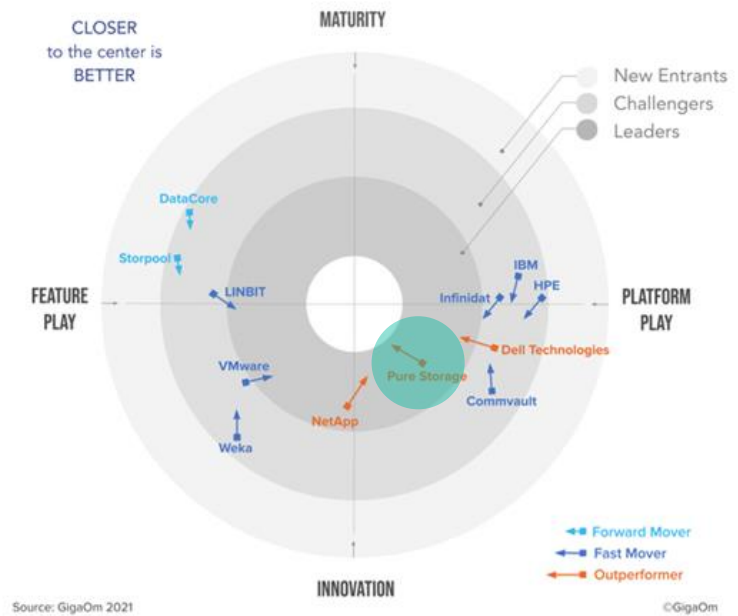 CLOSER
to the center is
BETTER
MATURITY
New Entrants
Challengers
Leaders
DataCore
Storpool
LINBIT
IBM
HPE
Infinidat
FEATURE
PLAY
PLATFORM
PLAY
Dell Technologies
VMware
Pure Storage
Commvault
NetApp
Weka
Forward Mover
Fast Mover
Outperformer
INNOVATION
Source: GigaOm 2021
©GigaOm